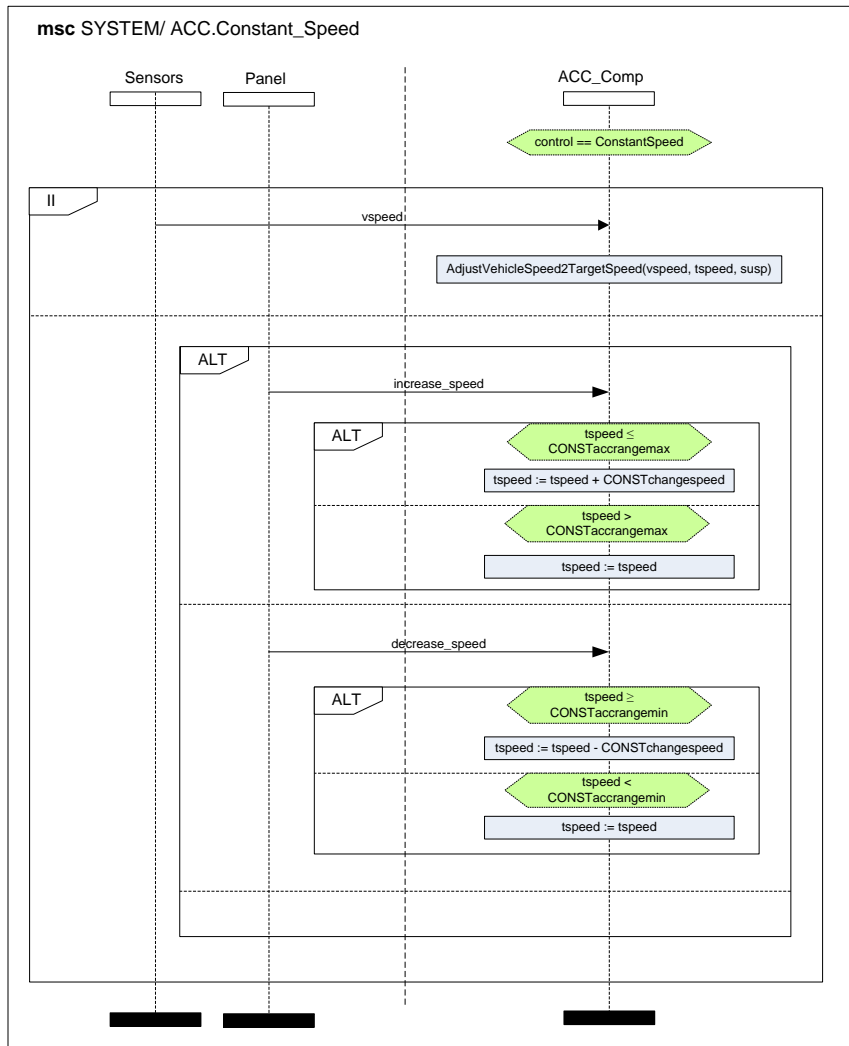 msc SYSTEM/ ACC.Constant_Speed
Sensors
Panel
ACC_Comp
control == ConstantSpeed
II
vspeed
AdjustVehicleSpeed2TargetSpeed(vspeed, tspeed, susp)
ALT
increase_speed
ALT
tspeed ≤
CONSTaccrangemax
tspeed := tspeed + CONSTchangespeed
tspeed >
CONSTaccrangemax
tspeed := tspeed
decrease_speed
ALT
tspeed ≥
CONSTaccrangemin
tspeed := tspeed - CONSTchangespeed
tspeed <
CONSTaccrangemin
tspeed := tspeed